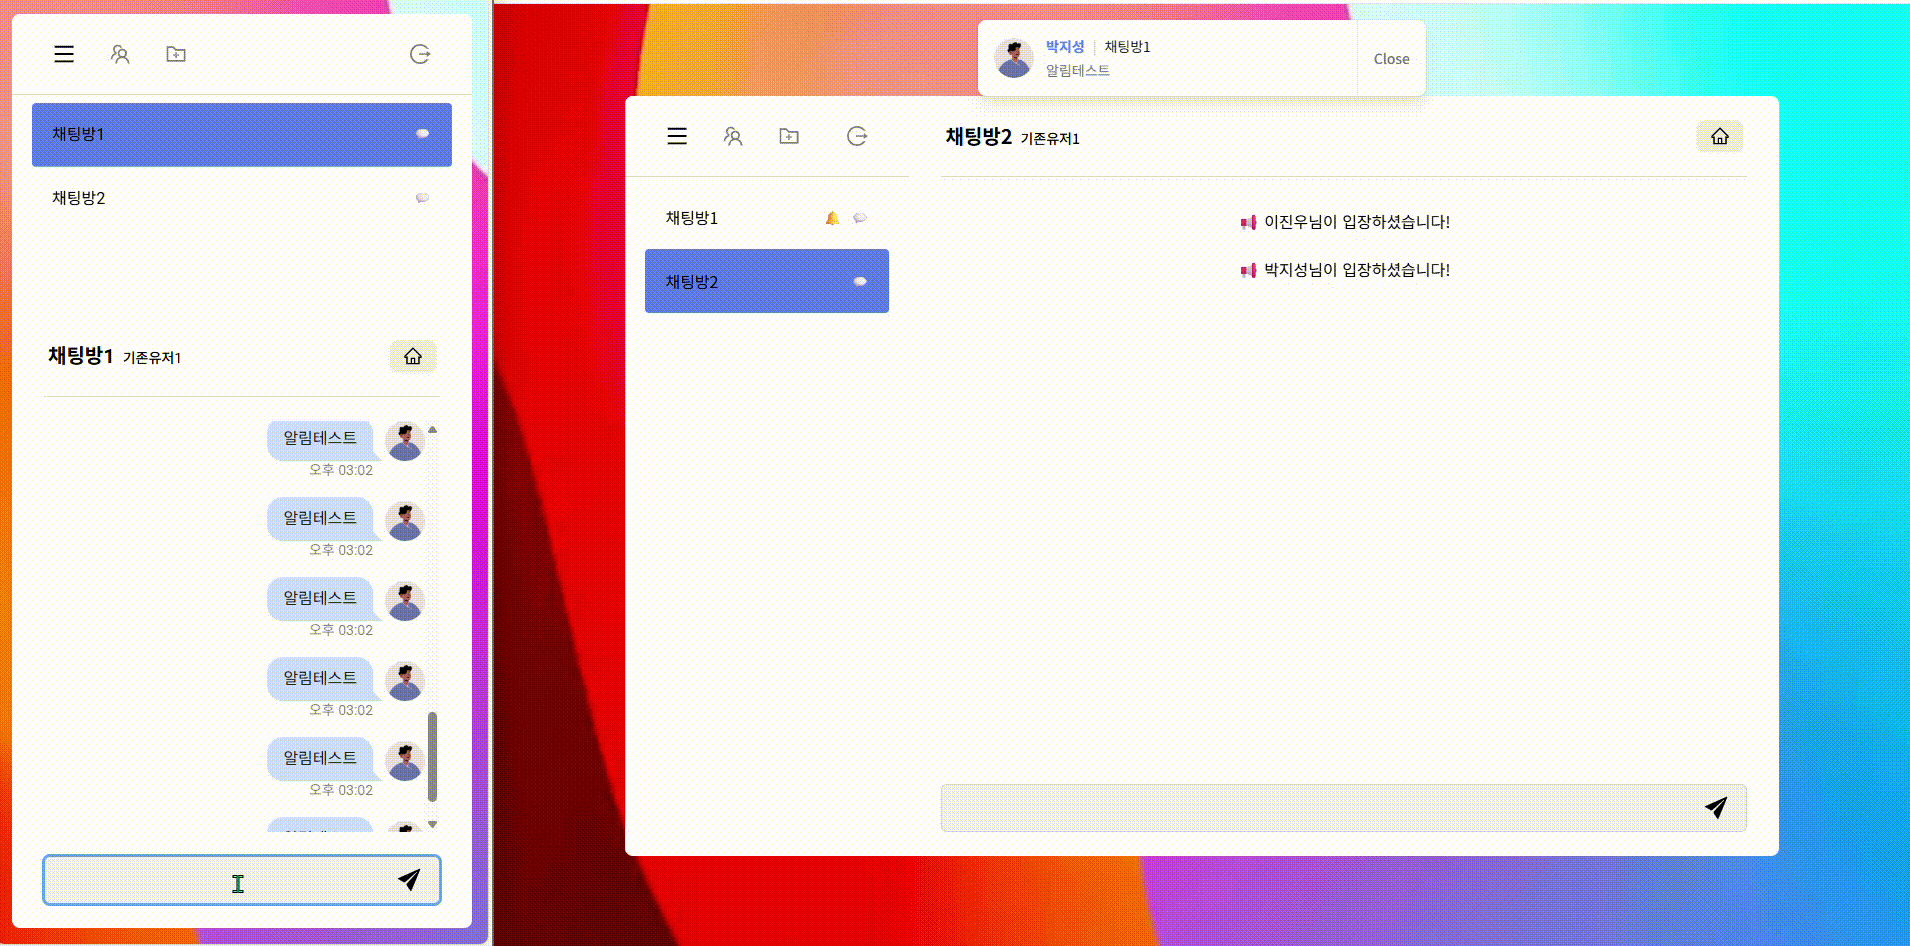 채팅방1
채팅방2
채팅방1 기존유저1
알림테스트
오후 03:02
알림테스트
오후 03:02
알림테스트
오후 03:02
알림테스트
오후 03:02
알림테스트
오후 03:02
박지성 | 채팅방1
알림테스트
Close
채팅방1
채팅방2
채팅방2 기존유저1
이진우님이 입장하셨습니다!
박지성님이 입장하셨습니다!